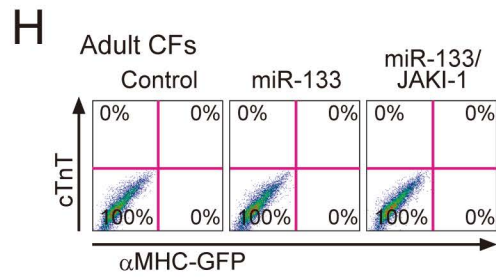 H
Adult CFs
Control miR-133 miR-133/
JAKI-1
0% 0% 0% 0% 0% 0%
cTnT
100% 0% 100% 0% 100% 0%
αMHC-GFP